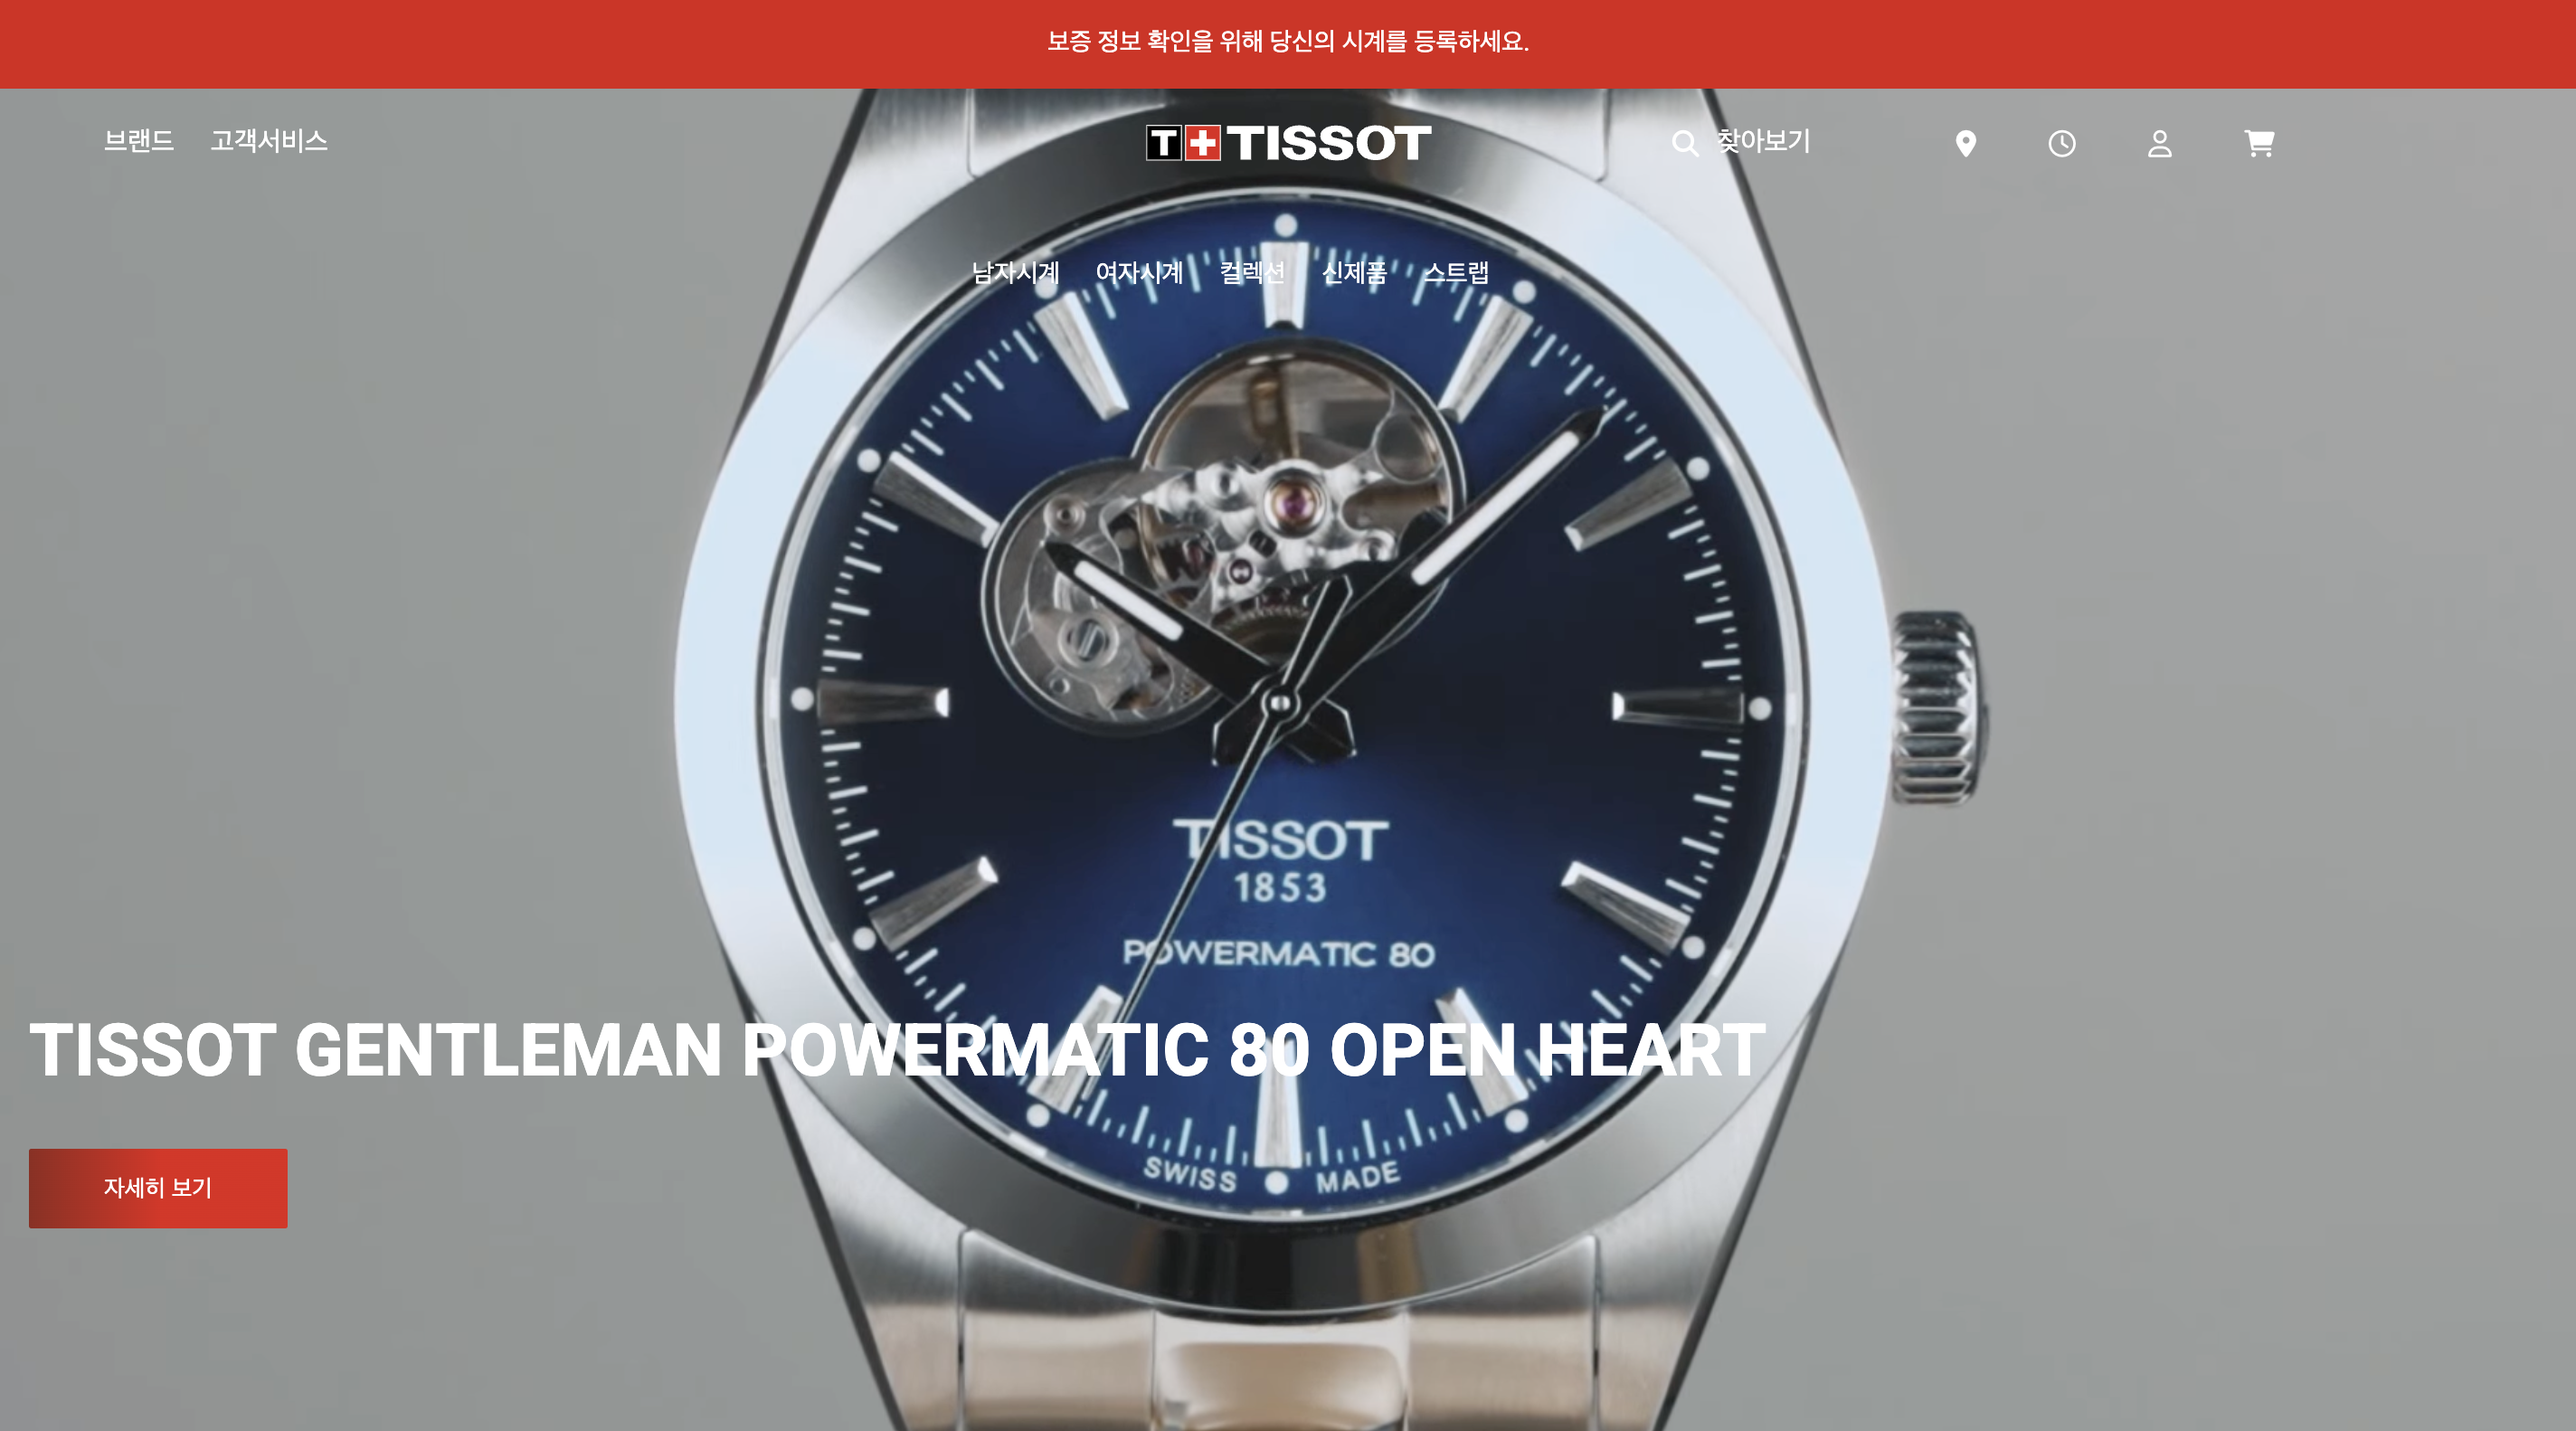 보증 정보 확인을 위해 당신의 시계를 등록하세요.
브랜드 고객서비스 T TISSOT 찾아보기
남자시계 여자시계 컬렉션 신제품 스트랩
TISSOT
1853
POWERMATIC 80
TISSOT GENTLEMAN POWERMATIC 80 OPEN HEART
SWISS MADE
자세히 보기